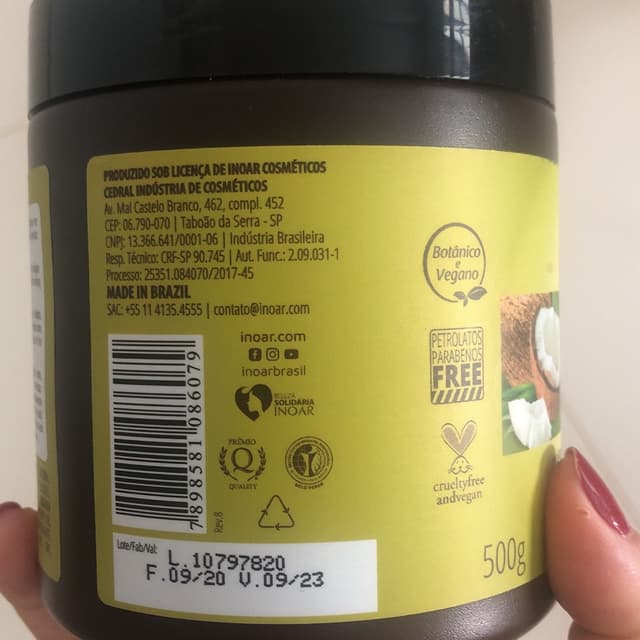 PRODUZIDO SOB LICENÇA DE INOAR COSMÉTICOS
CEDRAL INDÚSTRIA DE COSMÉTICOS
Av. Mal Castelo Branco, 462, compl. 452
CEP: 06.790-070 | Taboão da Serra - SP
CNPJ: 13.366.641/0001-06 | Indústria Brasileira
Resp. Técnico: CRF-SP 90.745 | Aut. Func.: 2.09.031-1
Processo: 25351.084070/2017-45
MADE IN BRAZIL
SAC: +55 11 4135.4555 | contato@inoar.com
inoar.com
inoarbrasil
BELEZA
SOLIDÁRIA
INOAR
PRÊMIO
Q
QUALITY
SELO VERDE
7 898581 086079
Rev.8
Lote/Fab/Val:
L.10797820
F.09/20 V.09/23
Botânico
e
Vegano
PETROLATOS
PARABENOS
FREE
crueltyfree
andvegan
500g